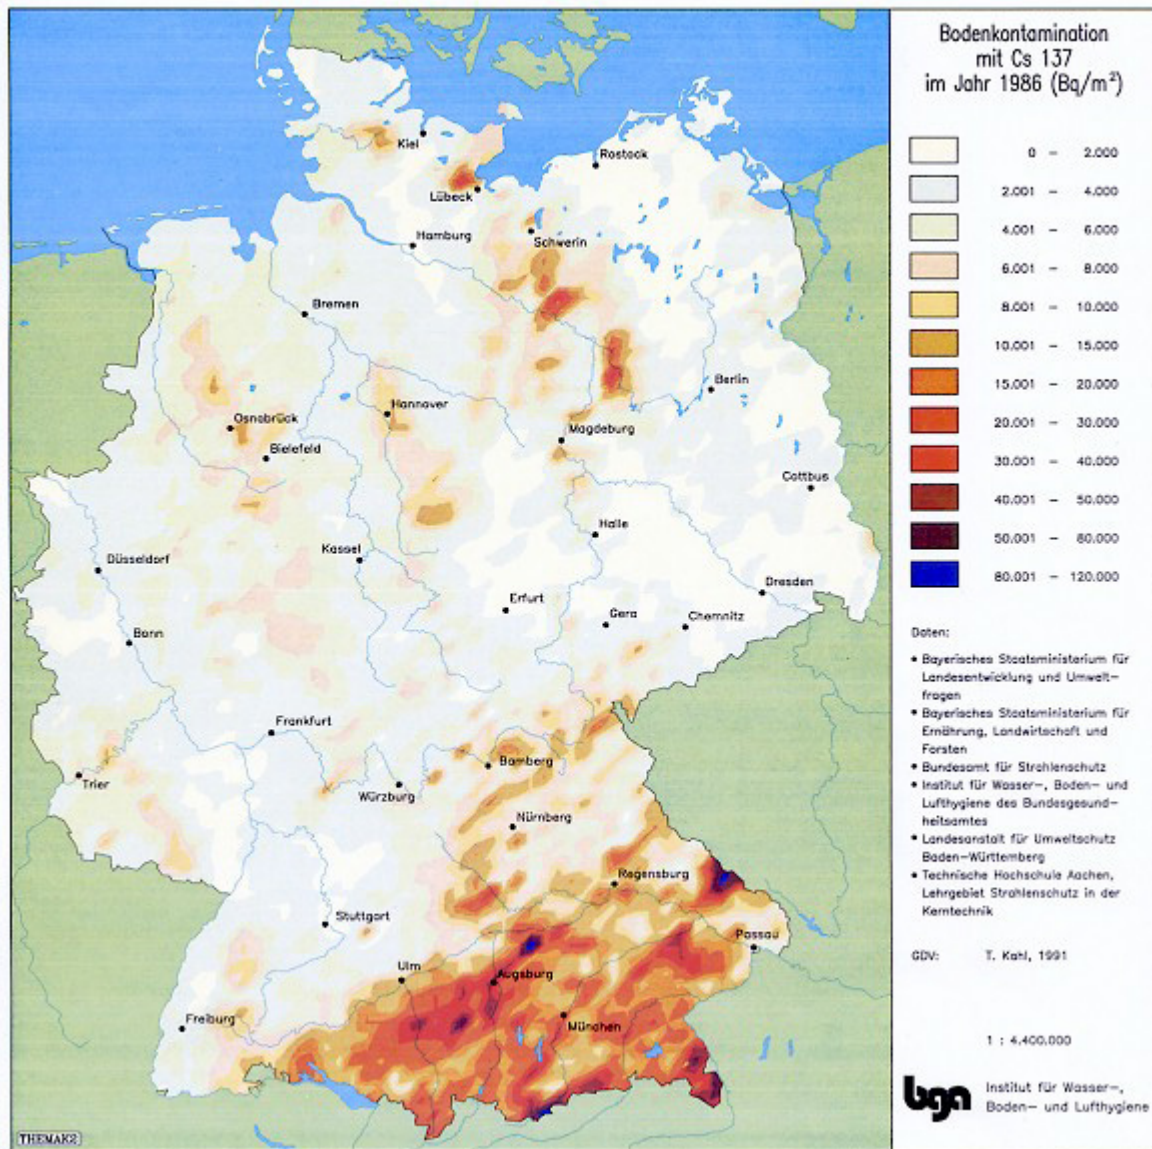 Bodenkontamination
mit Cs 137
im Jahr 1986 (Bq/m²)
0 – 2.000
2.001 – 4.000
4.001 – 6.000
6.001 – 8.000
8.001 – 10.000
10.001 – 15.000
15.001 – 20.000
20.001 – 30.000
30.001 – 40.000
40.001 – 50.000
50.001 – 80.000
80.001 – 120.000
Daten:
• Bayerisches Staatsministerium für
Landesentwicklung und Umwelt–
fragen
• Bayerisches Staatsministerium für
Ernährung, Landwirtschaft und
Forsten
• Bundesamt für Strahlenschutz
• Institut für Wasser–, Boden– und
Lufthygiene des Bundesgesund–
heitsamtes
• Landesanstalt für Umweltschutz
Baden–Württemberg
• Technische Hochschule Aachen,
Lehrgebiet Strahlenschutz in der
Kerntechnik
GDV: T. Kahl, 1991
1 : 4.400.000
bga
Institut für Wasser–,
Boden– und Lufthygiene
Kiel
Rostock
Lübeck
Schwerin
Hamburg
Bremen
Berlin
Hannover
Osnabrück
Magdeburg
Bielefeld
Cottbus
Halle
Kassel
Düsseldorf
Dresden
Erfurt
Gera
Chemnitz
Bonn
Frankfurt
Bamberg
Trier
Würzburg
Nürnberg
Regensburg
Stuttgart
Passau
Ulm
Augsburg
Freiburg
München
THEMAK2